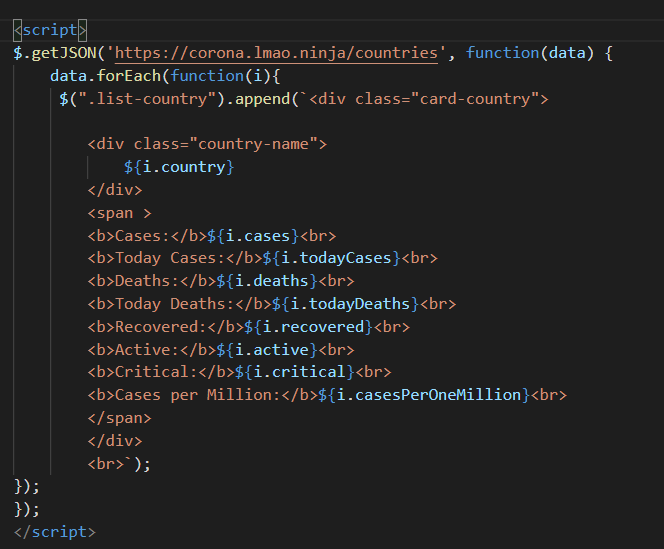 <script>
$.getJSON('https://corona.lmao.ninja/countries', function(data) {
    data.forEach(function(i){
     $(".list-country").append(`<div class="card-country">

        <div class="country-name">
            ${i.country}
        </div>
        <span >
        <b>Cases:</b>${i.cases}<br>
        <b>Today Cases:</b>${i.todayCases}<br>
        <b>Deaths:</b>${i.deaths}<br>
        <b>Today Deaths:</b>${i.todayDeaths}<br>
        <b>Recovered:</b>${i.recovered}<br>
        <b>Active:</b>${i.active}<br>
        <b>Critical:</b>${i.critical}<br>
        <b>Cases per Million:</b>${i.casesPerOneMillion}<br>
        </span>
        </div>
        <br>`);
});
});
</script>